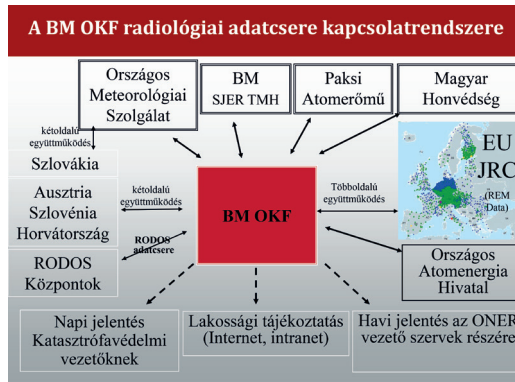 A BM OKF radiológiai adatcsere kapcsolatrendszere
Országos
Meteorológiai
Szolgálat
BM
SJER TMH
Paksi
Atomerőmű
Magyar
Honvédség
kétoldalú
együttműködés
Szlovákia
Ausztria
Szlovénia
Horvátország
kétoldalú
együttműködés
RODOS
adatcsere
RODOS
Központok
BM OKF
Többoldalú
együttműködés
EU
JRC
(REM
Data)
Országos
Atomenergia
Hivatal
Napi jelentés
Katasztrófavédelmi
vezetőknek
Lakossági tájékoztatás
(Internet, intranet)
Havi jelentés az ONER
vezető szervek részére